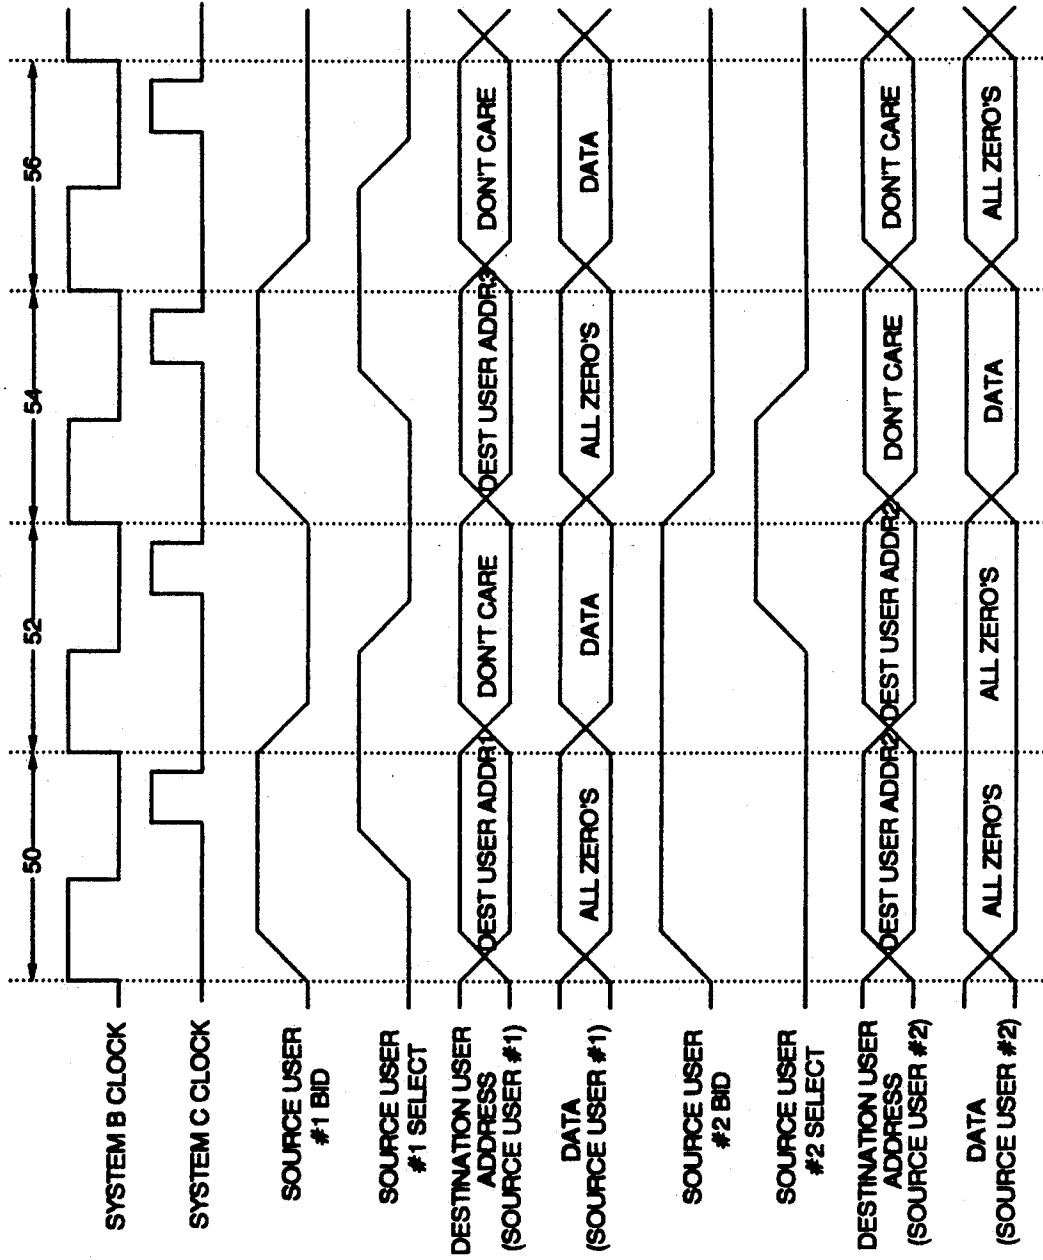 50
52
54
56
SYSTEM B CLOCK
SYSTEM C CLOCK
SOURCE USER
#1 BID
SOURCE USER
#1 SELECT
DESTINATION USER
ADDRESS
(SOURCE USER #1)
DEST USER ADDR1
DON'T CARE
DEST USER ADDR3
DON'T CARE
DATA
(SOURCE USER #1)
ALL ZERO'S
DATA
ALL ZERO'S
DATA
SOURCE USER
#2 BID
SOURCE USER
#2 SELECT
DESTINATION USER
ADDRESS
(SOURCE USER #2)
DEST USER ADDR2
DEST USER ADDR2
DON'T CARE
DON'T CARE
DATA
(SOURCE USER #2)
ALL ZERO'S
ALL ZERO'S
DATA
ALL ZERO'S